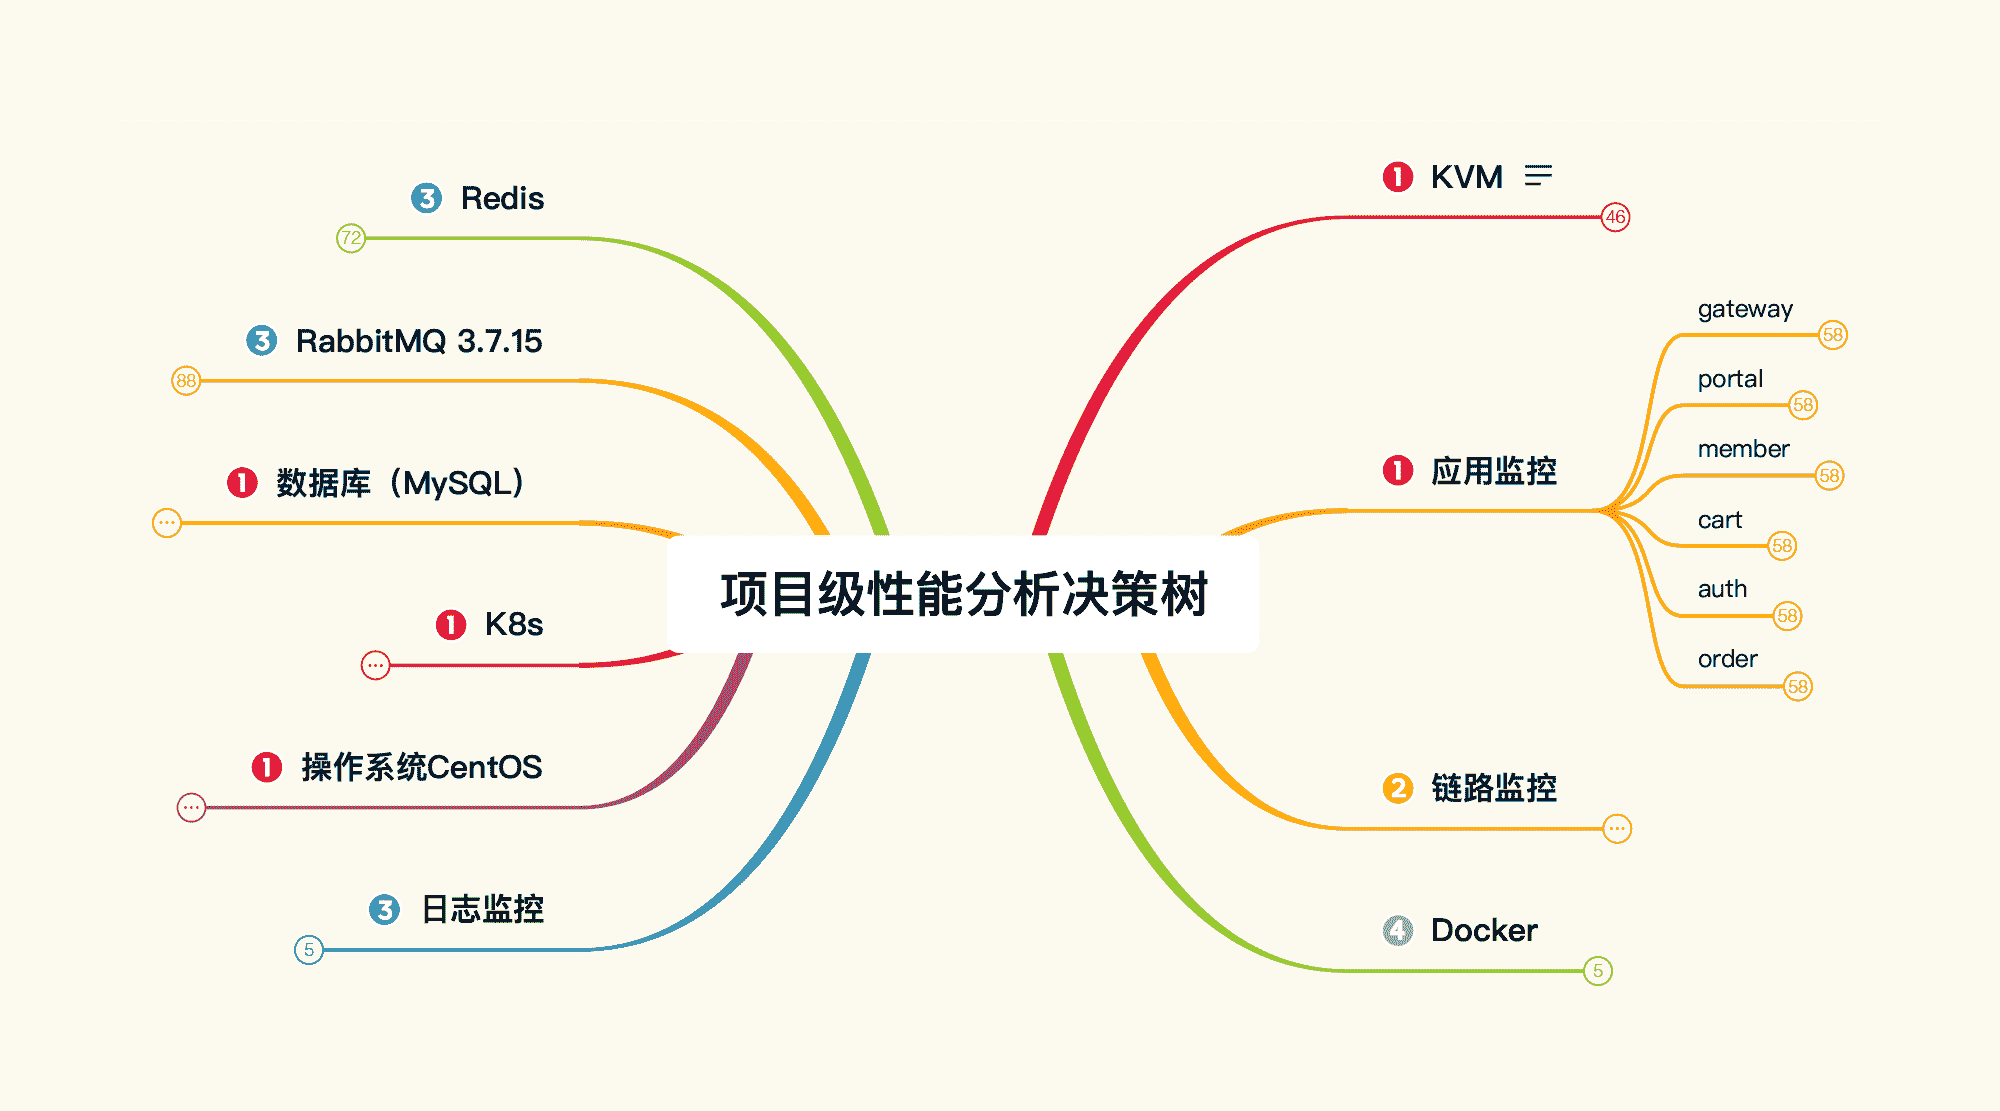 项目级性能分析决策树
1 KVM
46
1 应用监控
gateway
58
portal
58
member
58
cart
58
auth
58
order
58
2 链路监控
...
4 Docker
5
3 Redis
72
3 RabbitMQ 3.7.15
88
1 数据库（MySQL）
...
1 K8s
...
1 操作系统CentOS
...
3 日志监控
5